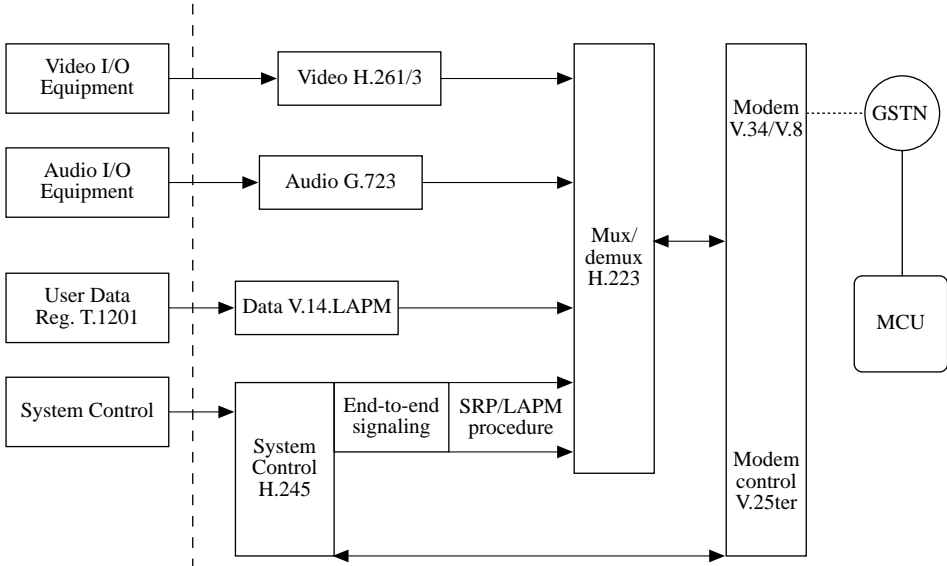 Video I/O
Equipment
Video H.261/3
Modem
V.34/V.8
GSTN
Audio I/O
Equipment
Audio G.723
Mux/
demux
H.223
User Data
Reg. T.1201
Data V.14.LAPM
MCU
System Control
End-to-end
signaling
SRP/LAPM
procedure
System
Control
H.245
Modem
control
V.25ter